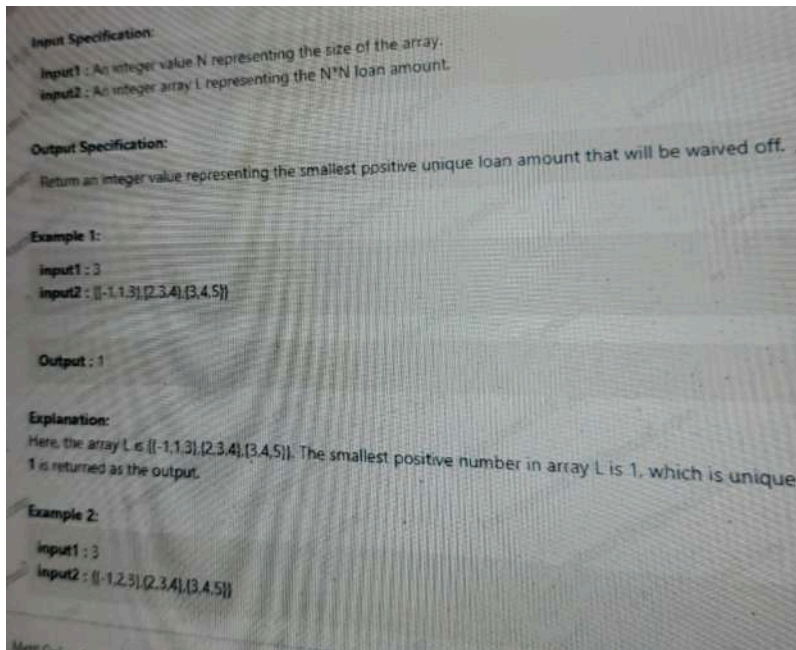 Input Specification:
input1 : An integer value N representing the size of the array.
input2 : An integer array L representing the N*N loan amount.
Output Specification:
Return an integer value representing the smallest positive unique loan amount that will be waived off.
Example 1:
input1 : 3
input2 : {{-1,1,3},{2,3,4},{3,4,5}}
Output : 1
Explanation:
Here, the array L is {{-1,1,3},{2,3,4},{3,4,5}}. The smallest positive number in array L is 1, which is unique
1 is returned as the output.
Example 2:
input1 : 3
input2 : {{-1,2,3},{2,3,4},{3,4,5}}